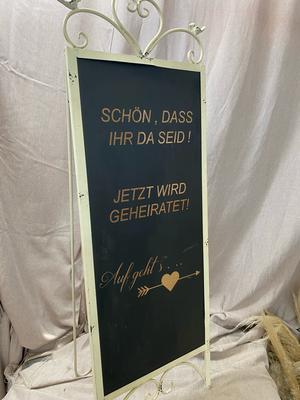 SCHÖN , DASS
IHR DA SEID !
JETZT WIRD
GEHEIRATET!
Auf geht's . . .